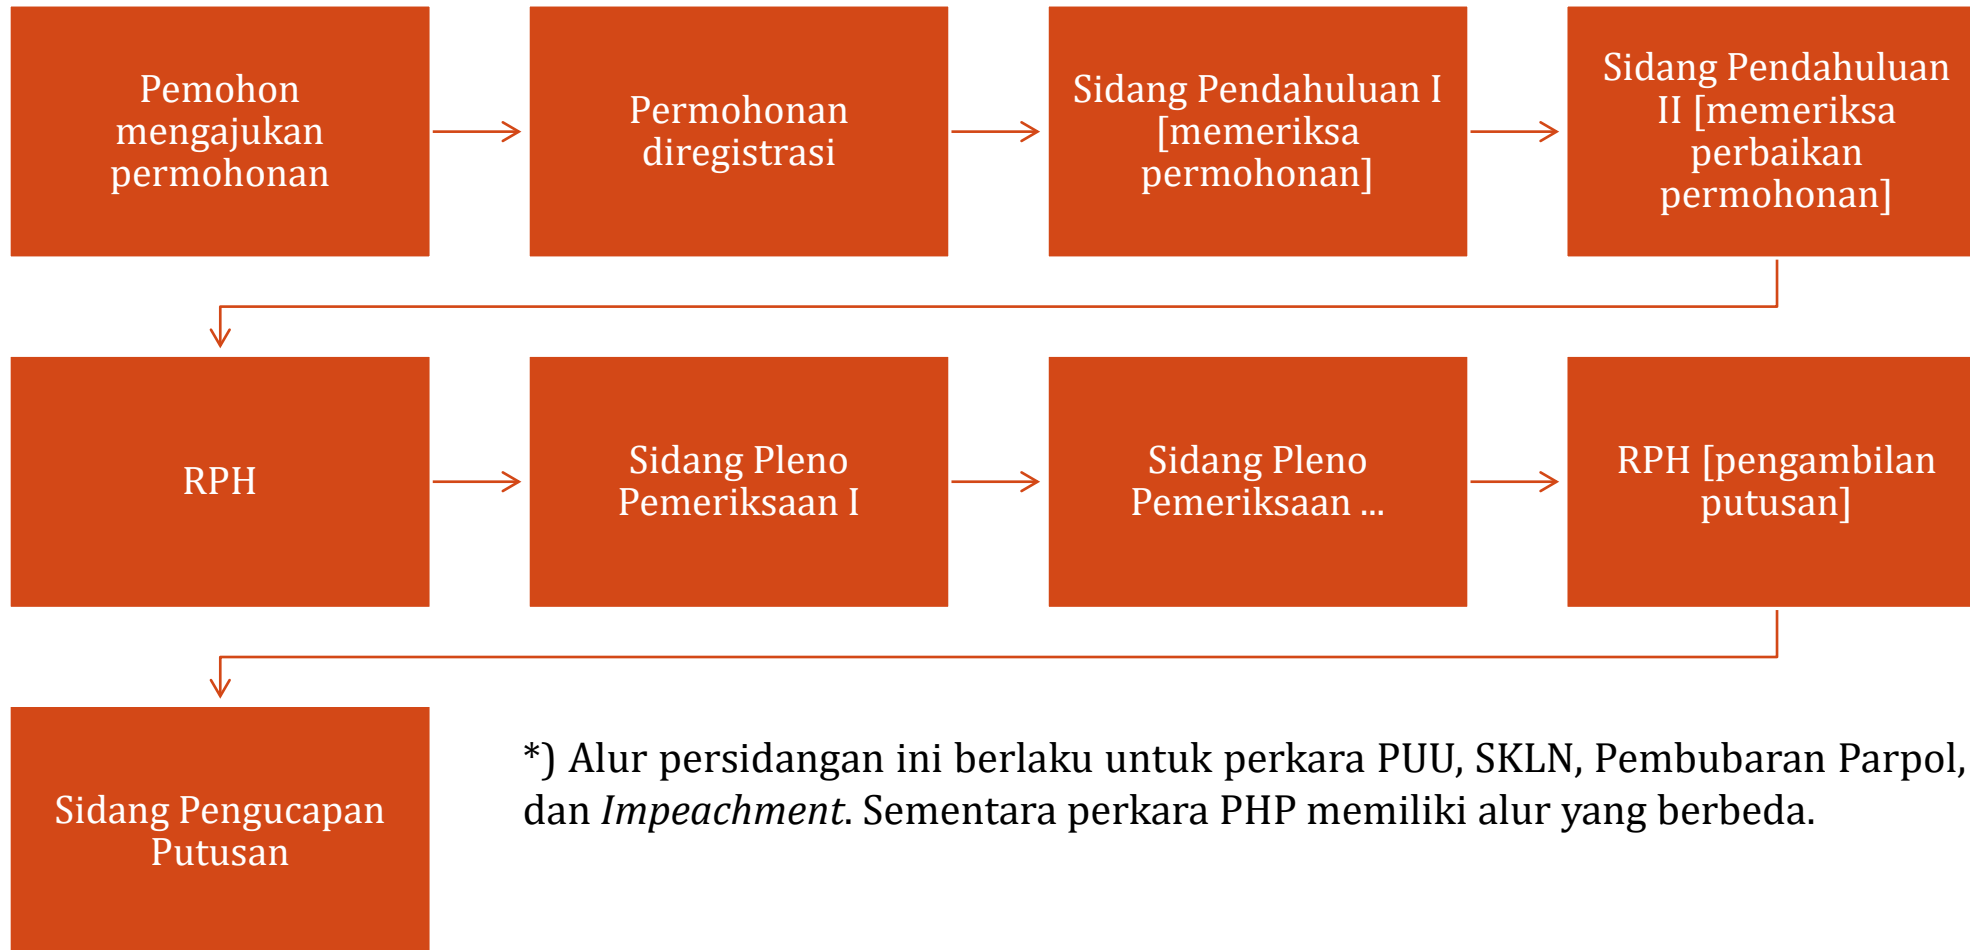 Pemohon
mengajukan
permohonan
Permohonan
diregistrasi
Sidang Pendahuluan I
[memeriksa
permohonan]
Sidang Pendahuluan
II [memeriksa
perbaikan
permohonan]
RPH
Sidang Pleno
Pemeriksaan I
Sidang Pleno
Pemeriksaan ...
RPH [pengambilan
putusan]
Sidang Pengucapan
Putusan
*) Alur persidangan ini berlaku untuk perkara PUU, SKLN, Pembubaran Parpol,
dan Impeachment. Sementara perkara PHP memiliki alur yang berbeda.